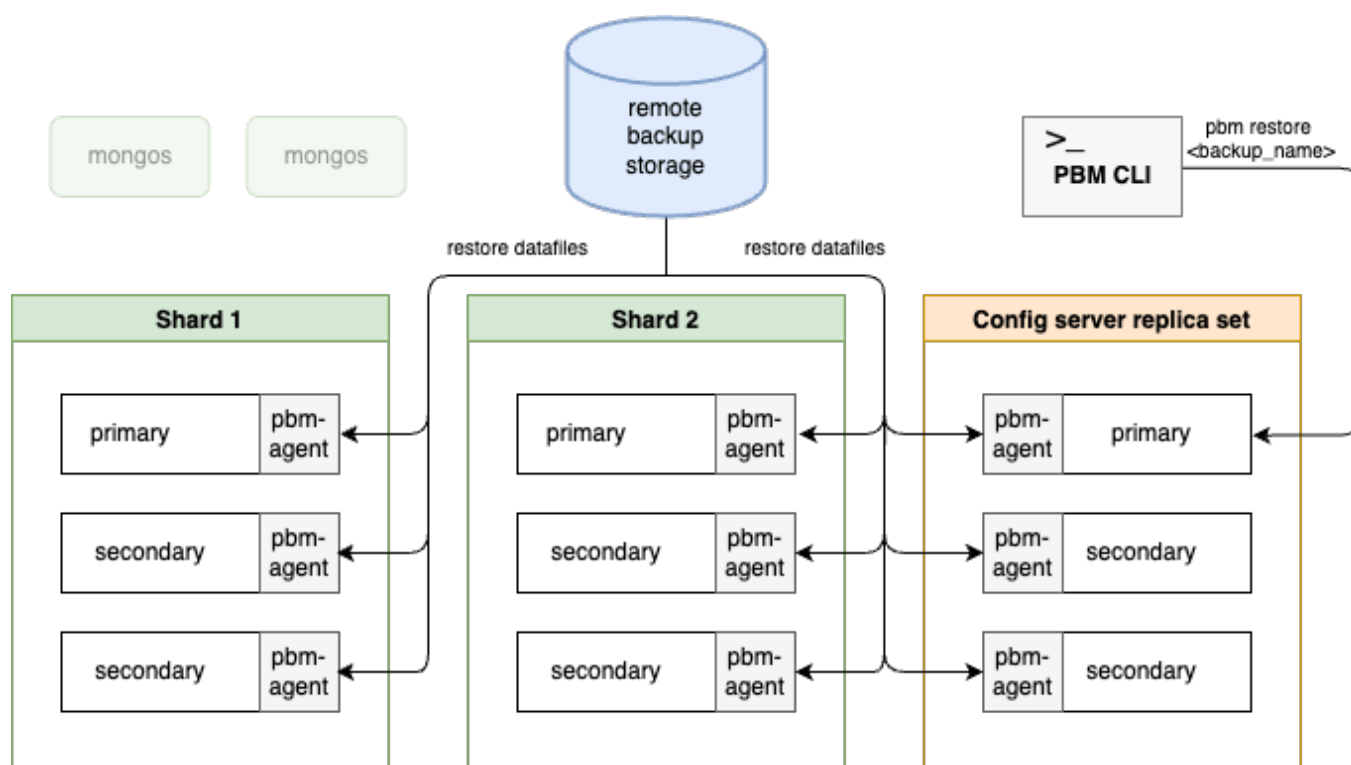 mongos
mongos
remote
backup
storage
>_
PBM CLI
pbm restore
<backup_name>
restore datafiles
restore datafiles
Shard 1
primary
pbm-
agent
secondary
pbm-
agent
secondary
pbm-
agent
Shard 2
primary
pbm-
agent
secondary
pbm-
agent
secondary
pbm-
agent
Config server replica set
pbm-
agent
primary
pbm-
agent
secondary
pbm-
agent
secondary